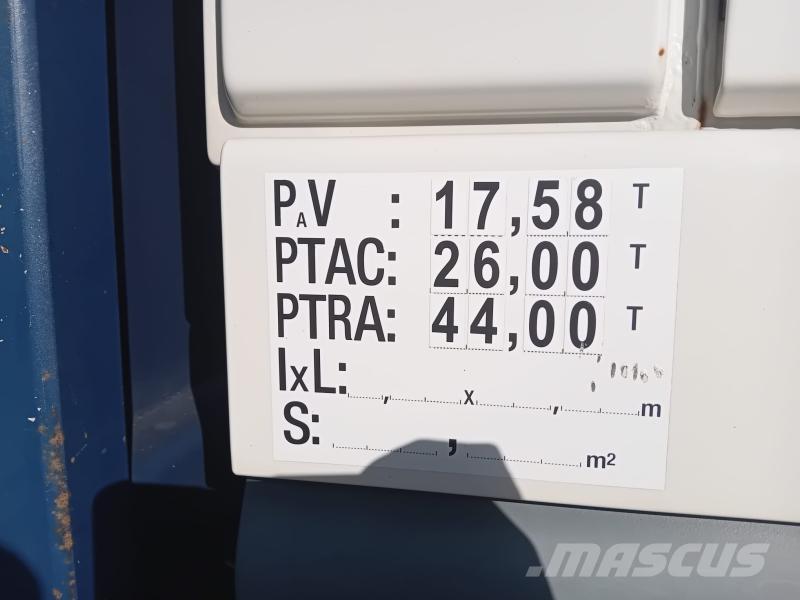 PAV : 17,58 T
PTAC: 26,00 T
PTRA: 44,00 T
IxL: , x , m
S: , m²
MASCUS